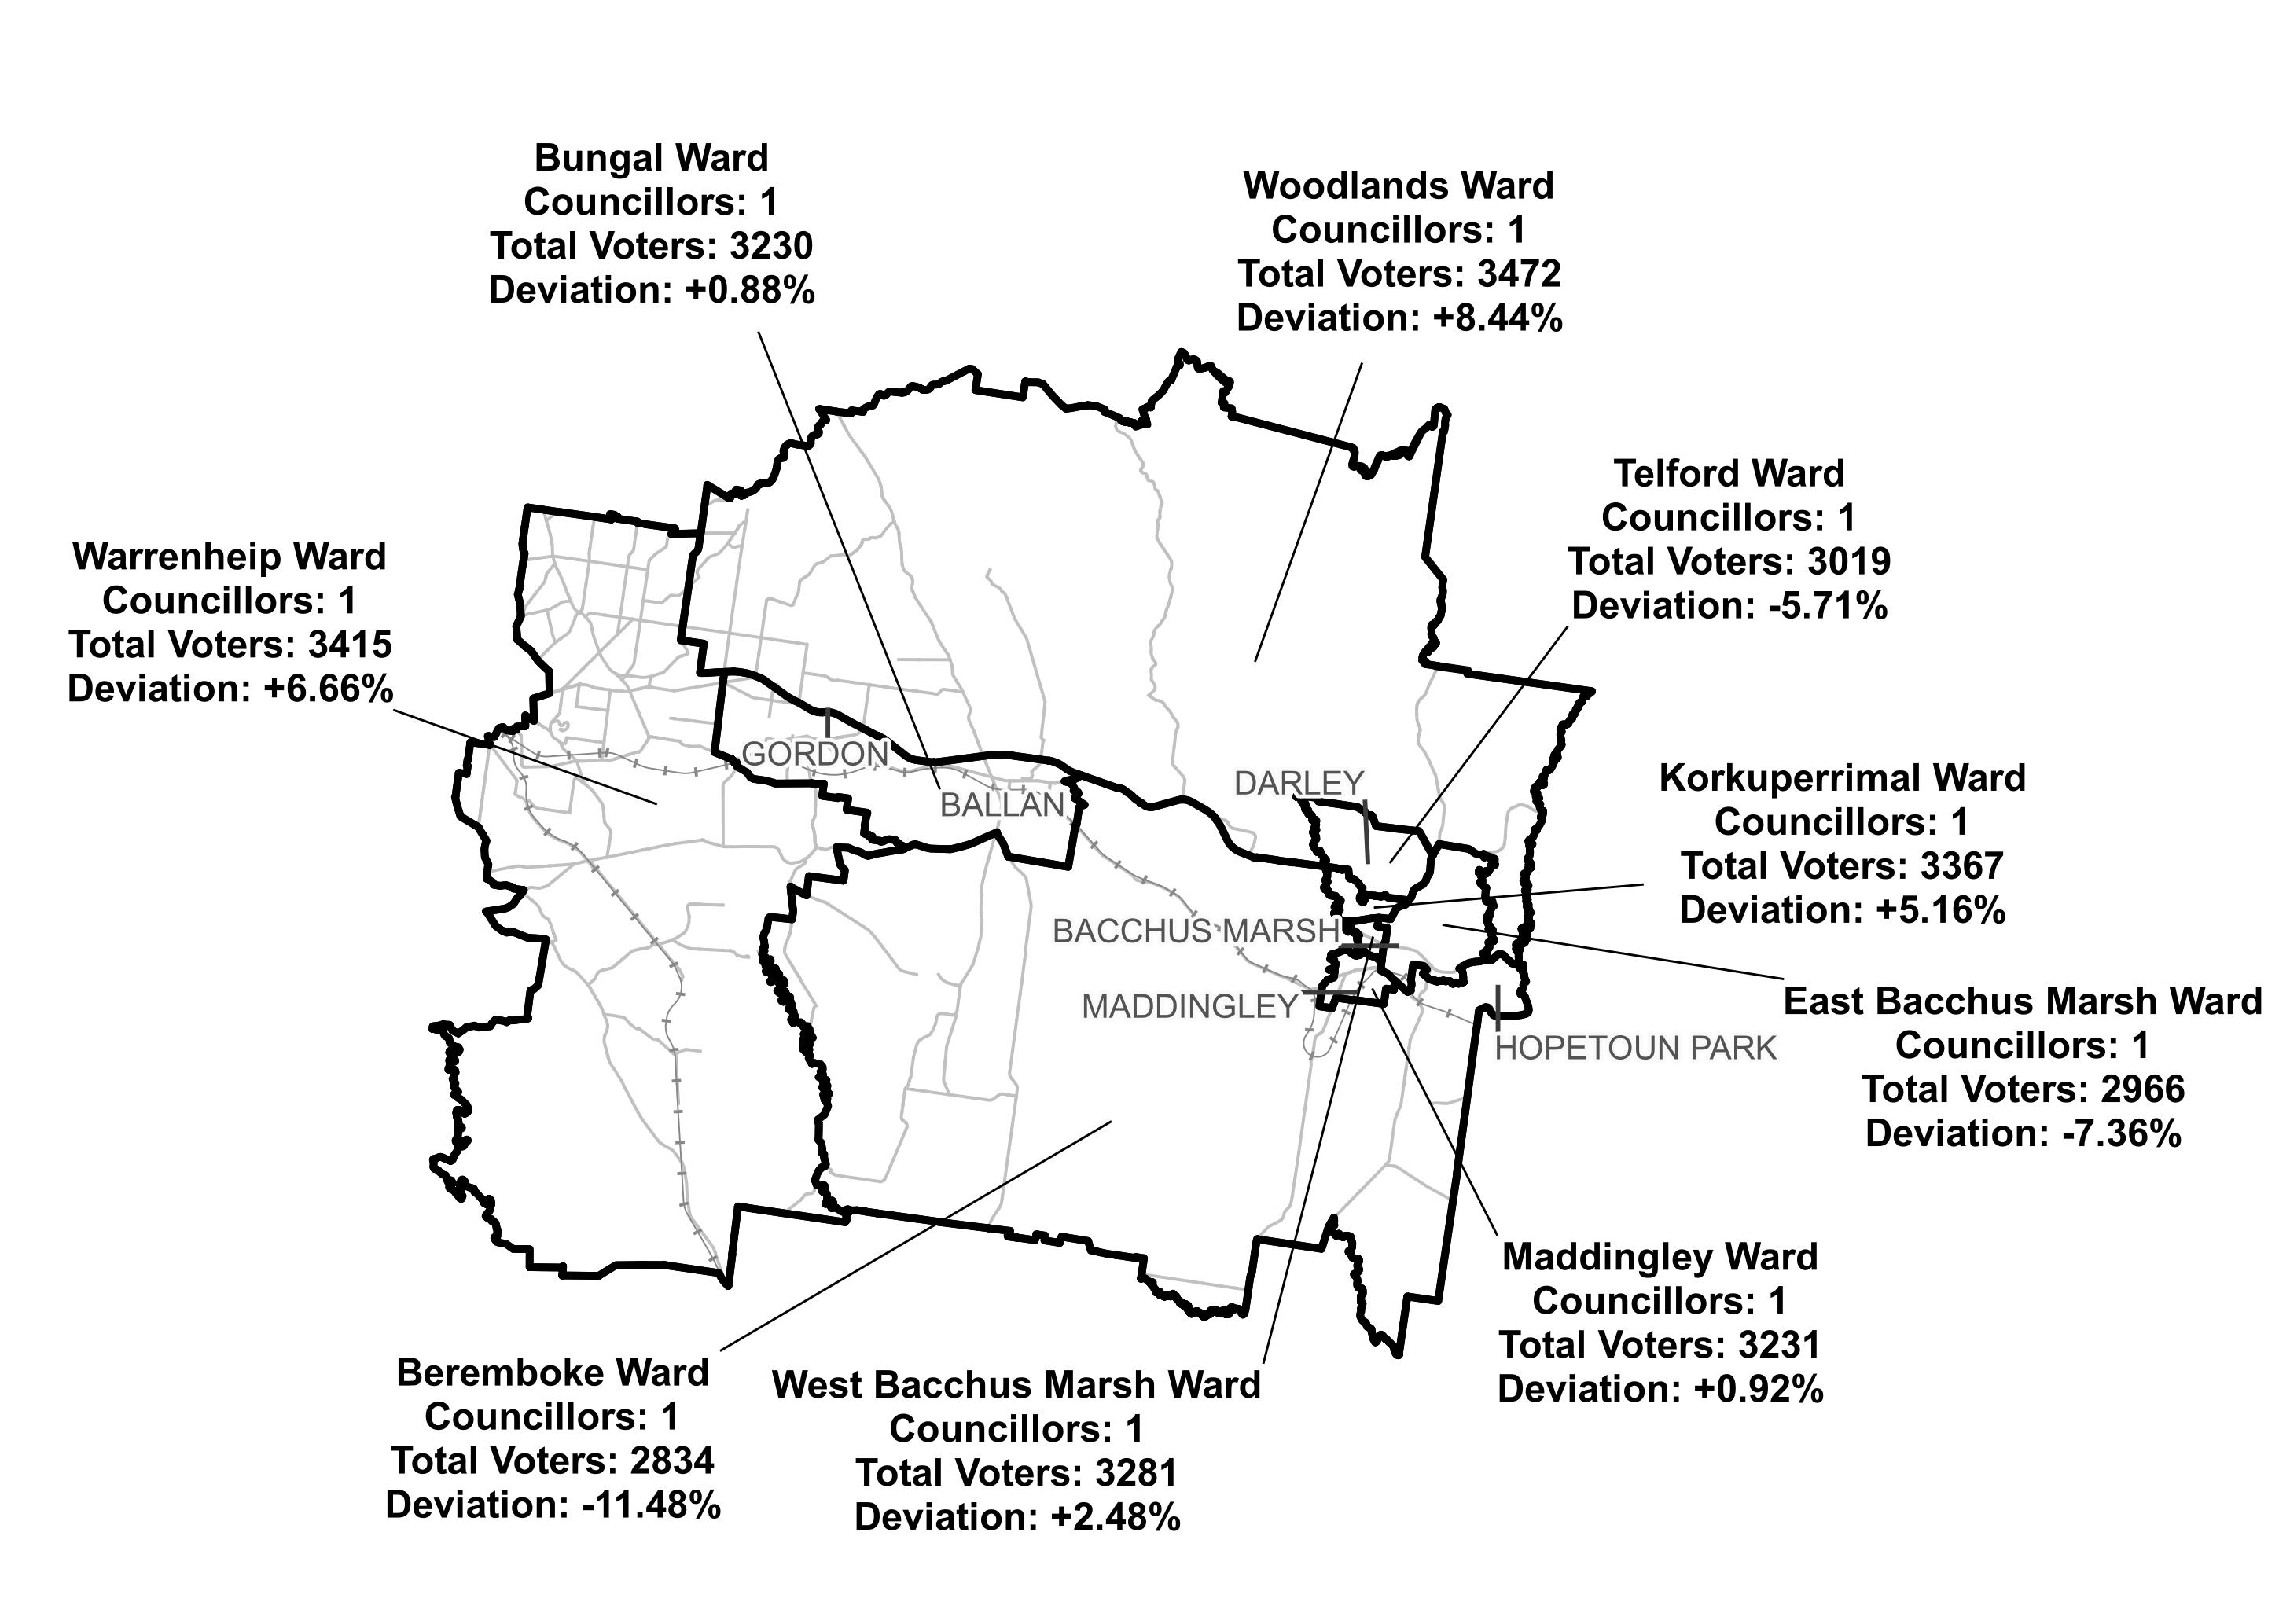 Bungal Ward
Councillors: 1
Total Voters: 3230
Deviation: +0.88%
Woodlands Ward
Councillors: 1
Total Voters: 3472
Deviation: +8.44%
Telford Ward
Councillors: 1
Total Voters: 3019
Deviation: -5.71%
Warrenheip Ward
Councillors: 1
Total Voters: 3415
Deviation: +6.66%
GORDON
BALLAN
DARLEY
Korkuperrimal Ward
Councillors: 1
Total Voters: 3367
Deviation: +5.16%
BACCHUS MARSH
MADDINGLEY
HOPETOUN PARK
East Bacchus Marsh Ward
Councillors: 1
Total Voters: 2966
Deviation: -7.36%
Maddingley Ward
Councillors: 1
Total Voters: 3231
Deviation: +0.92%
Beremboke Ward
Councillors: 1
Total Voters: 2834
Deviation: -11.48%
West Bacchus Marsh Ward
Councillors: 1
Total Voters: 3281
Deviation: +2.48%